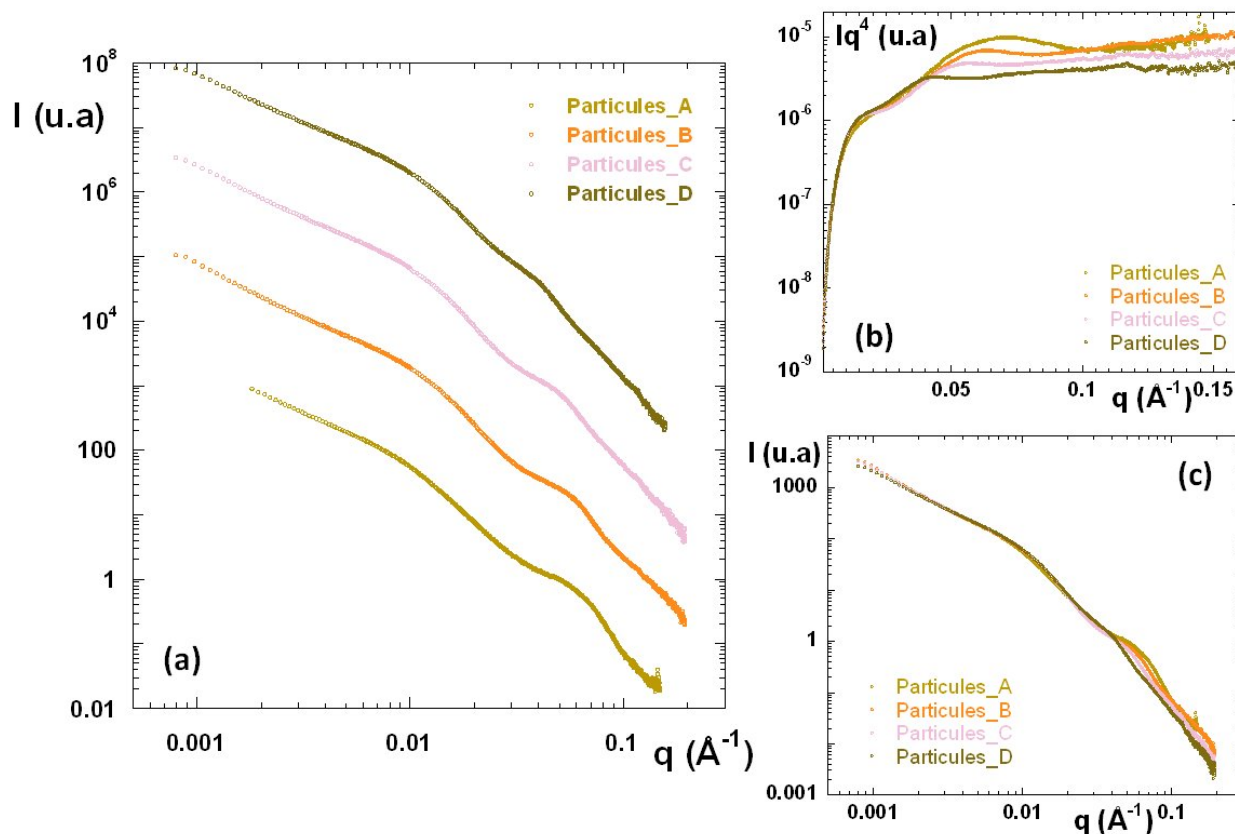 I (u.a)
10⁸
10⁶
10⁴
100
1
0.01
Particules_A
Particules_B
Particules_C
Particules_D
(a)
0.001
0.01
0.1
q (Å⁻¹)
Iq⁴ (u.a)
10⁻⁵
10⁻⁶
10⁻⁷
10⁻⁸
10⁻⁹
Particules_A
Particules_B
Particules_C
Particules_D
(b)
0.05
0.1
0.15
q (Å⁻¹)
I (u.a)
1000
1
0.001
(c)
Particules_A
Particules_B
Particules_C
Particules_D
0.001
0.01
0.1
q (Å⁻¹)